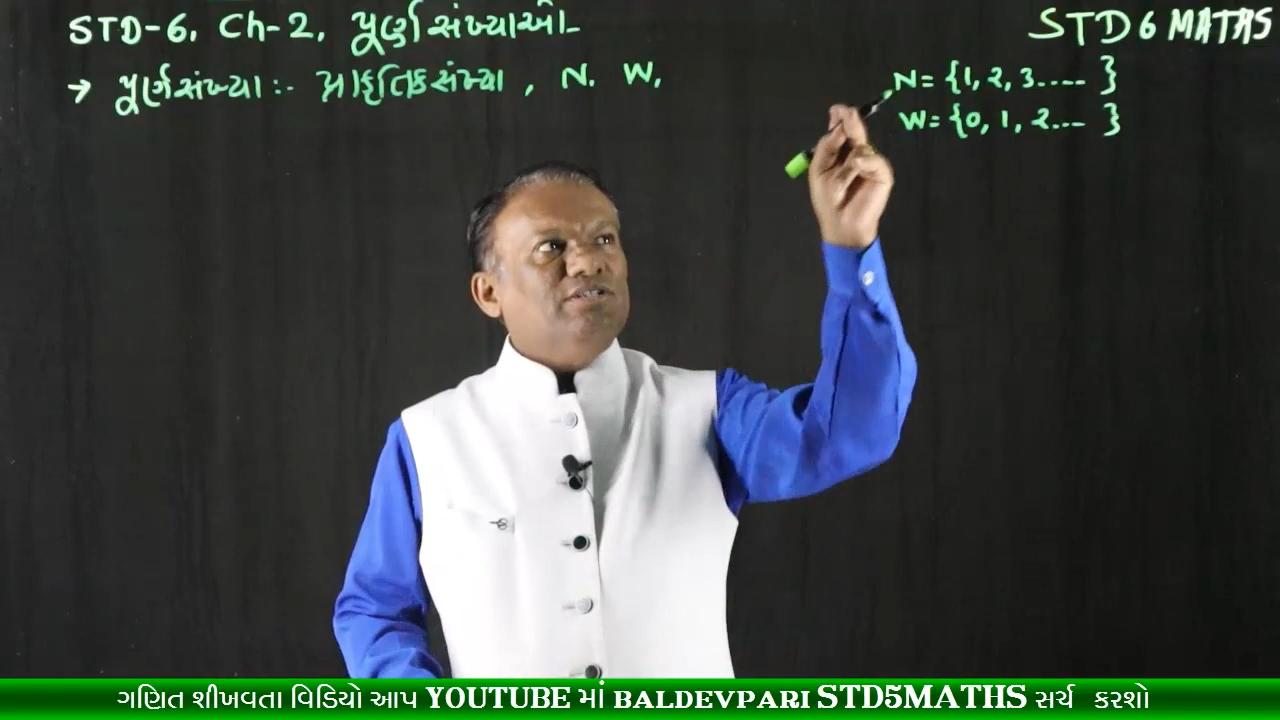 STD-6, Ch-2, પૂર્ણ સંખ્યાઓ
STD 6 MATHS
→ પૂર્ણ સંખ્યા :- પ્રાકૃતિક સંખ્યા , N. W,
N = {1, 2, 3..... }
W = {0, 1, 2.... }
ગણિત શીખવતા વિડિયો આપ YOUTUBE માં BALDEVPARI STD5MATHS સર્ચ કરશો